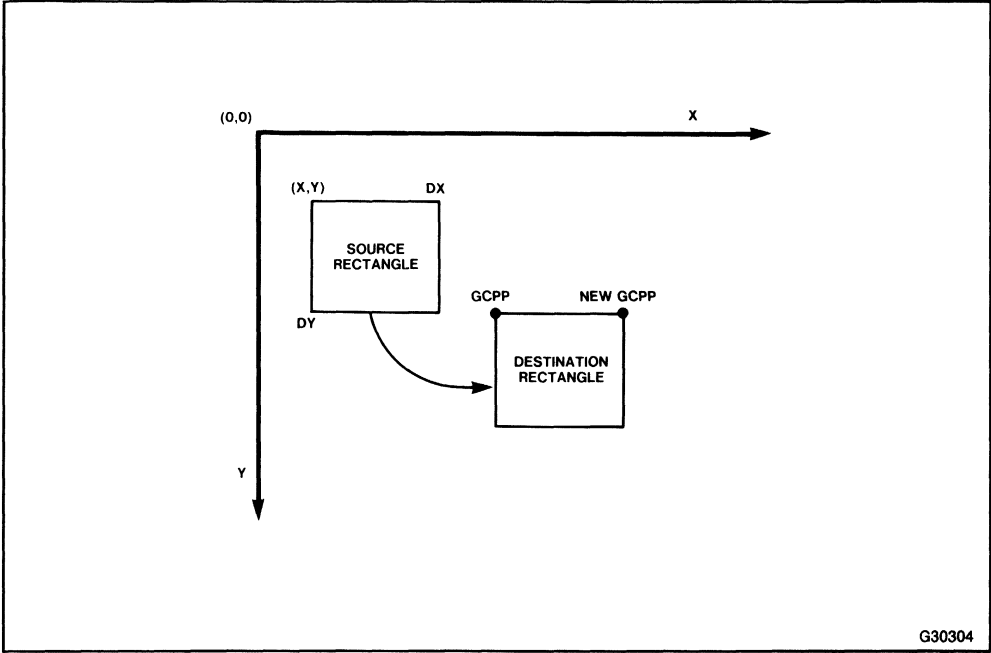 (0,0)
X
(X,Y)
DX
SOURCE
RECTANGLE
GCPP
NEW GCPP
DY
DESTINATION
RECTANGLE
Y
G30304